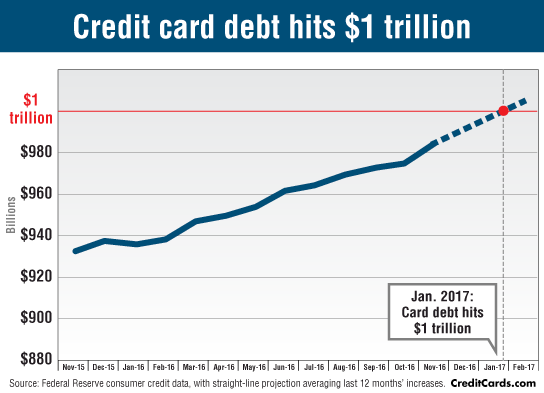 Credit card debt hits $1 trillion
$1
trillion
$980
$960
$940
$920
$900
$880
Billions
Jan. 2017:
Card debt hits
$1 trillion
Nov-15 Dec-15 Jan-16 Feb-16 Mar-16 Apr-16 May-16 Jun-16 Jul-16 Aug-16 Sep-16 Oct-16 Nov-16 Dec-16 Jan-17 Feb-17
Source: Federal Reserve consumer credit data, with straight-line projection averaging last 12 months' increases. CreditCards.com